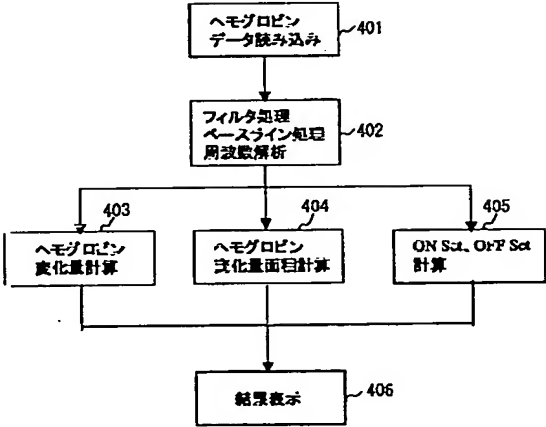 ヘモグロビン
データ読み込み
401
フィルタ処理
ベースライン処理
周波数解析
402
403
ヘモグロビン
変化量計算
404
ヘモグロビン
変化量面積計算
405
ON Set、OFF Set
計算
結果表示
406